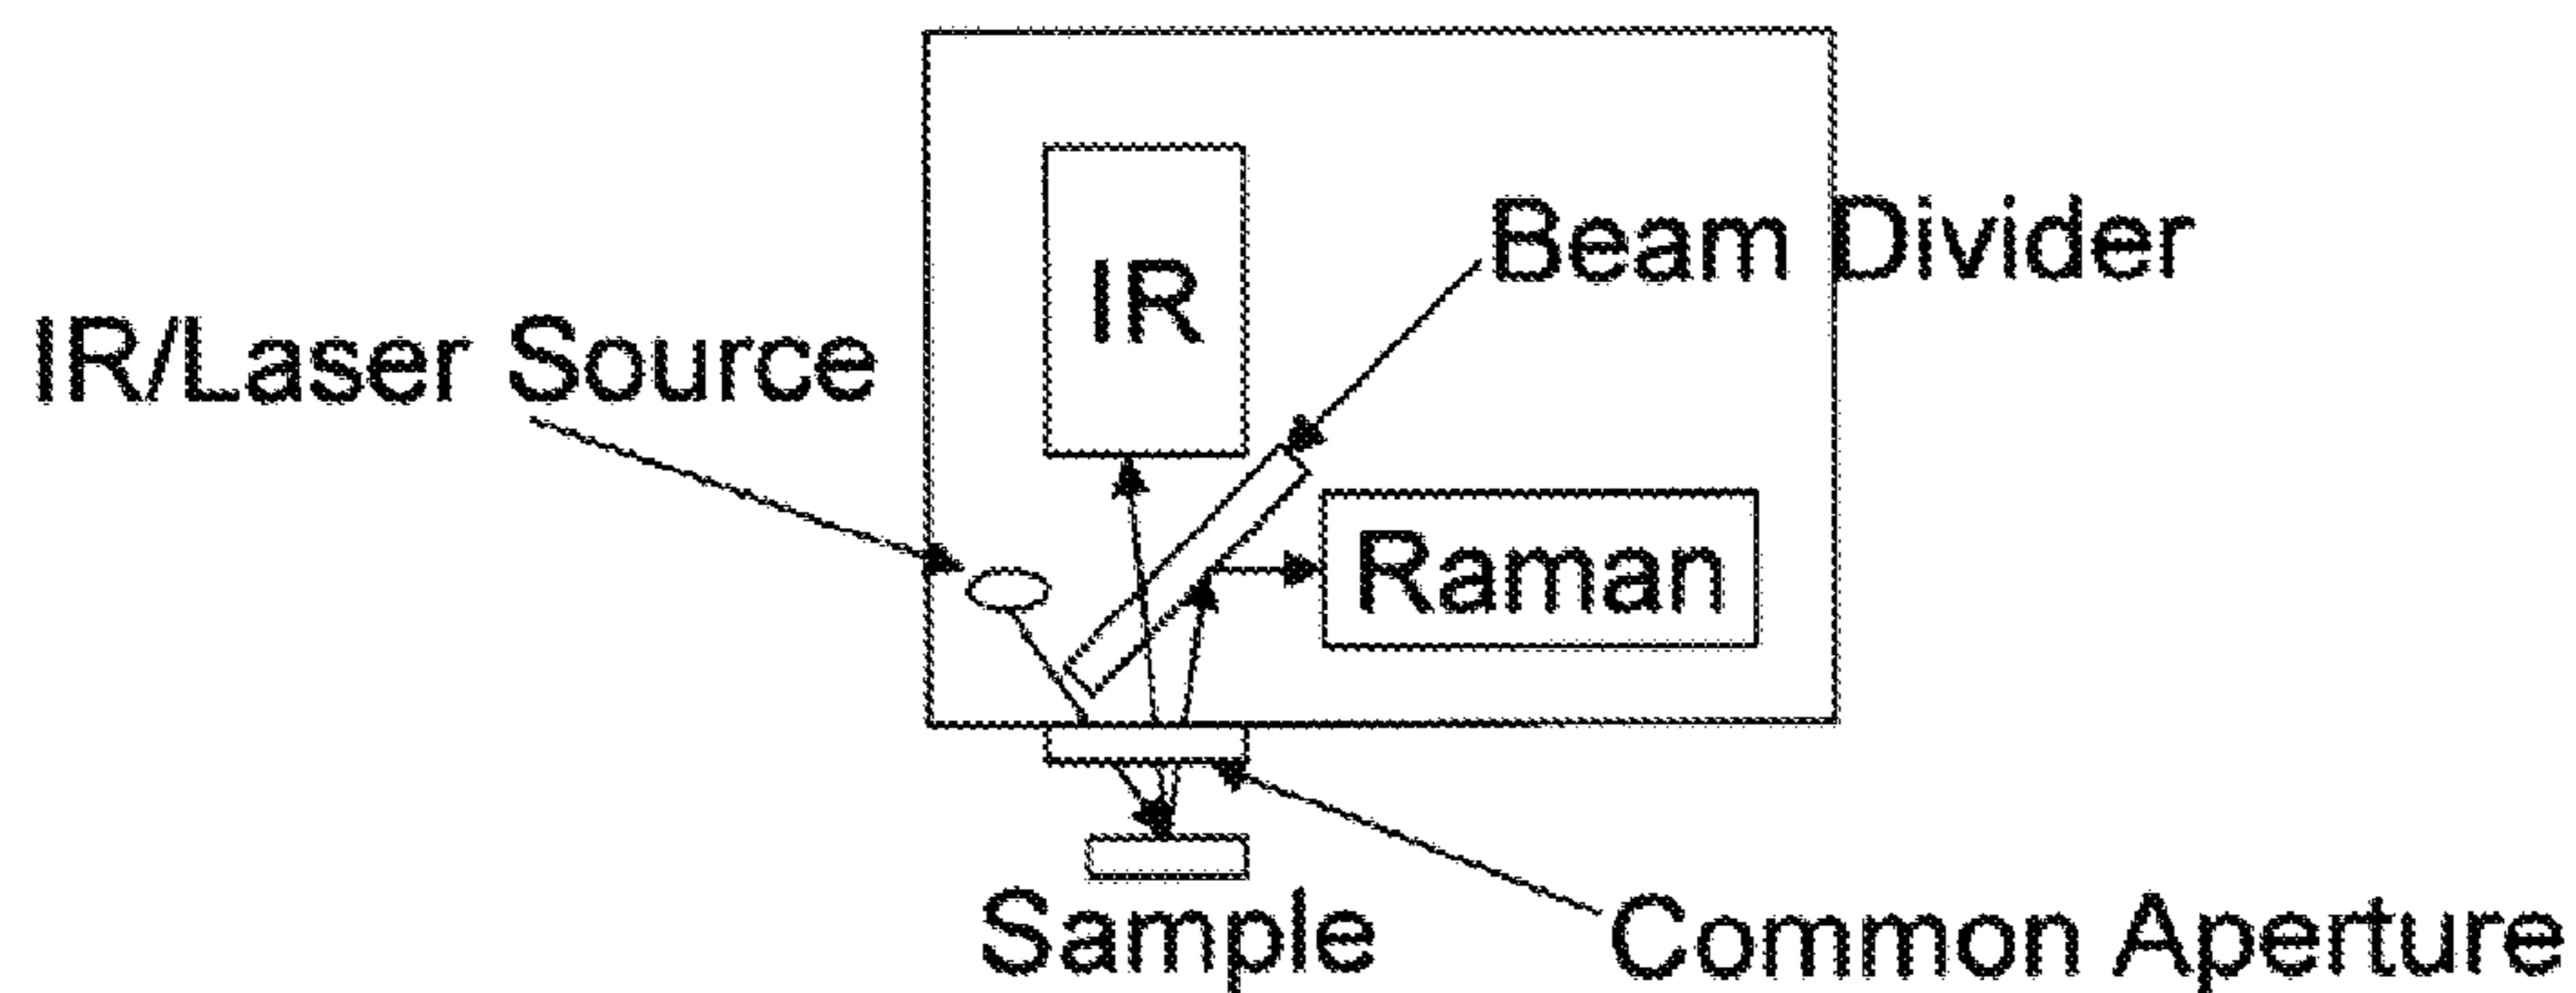 IR
Beam Divider
IR/Laser Source
Raman
Sample
Common Aperture